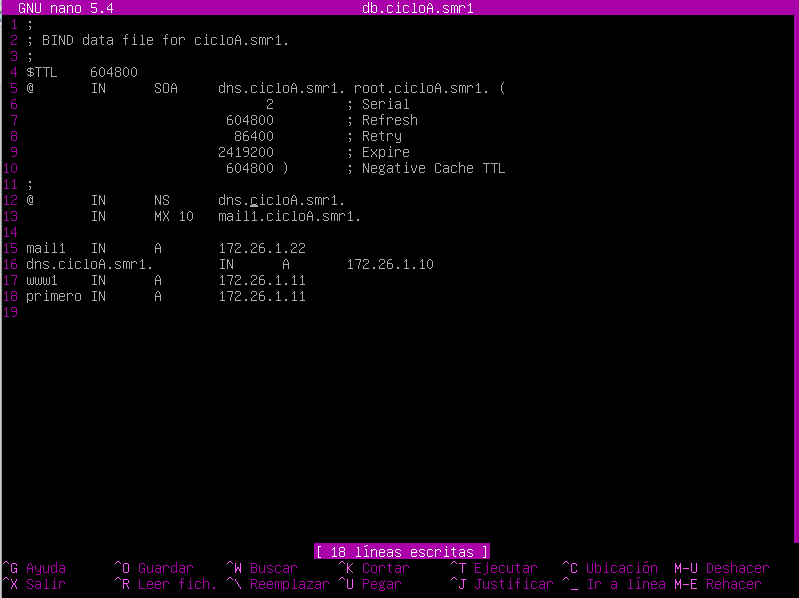 GNU nano 5.4 db.cicloA.smr1
1 ;
2 ; BIND data file for cicloA.smr1.
3 ;
4 $TTL 604800
5 @ IN SOA dns.cicloA.smr1. root.cicloA.smr1. (
6 2 ; Serial
7 604800 ; Refresh
8 86400 ; Retry
9 2419200 ; Expire
10 604800 ) ; Negative Cache TTL
11 ;
12 @ IN NS dns.cicloA.smr1.
13 IN MX 10 mail1.cicloA.smr1.
14
15 mail1 IN A 172.26.1.22
16 dns.cicloA.smr1. IN A 172.26.1.10
17 www1 IN A 172.26.1.11
18 primero IN A 172.26.1.11
19
[ 18 líneas escritas ]
^G Ayuda ^O Guardar ^W Buscar ^K Cortar ^T Ejecutar ^C Ubicación M-U Deshacer
^X Salir ^R Leer fich. ^\ Reemplazar ^U Pegar ^J Justificar ^_ Ir a línea M-E Rehacer